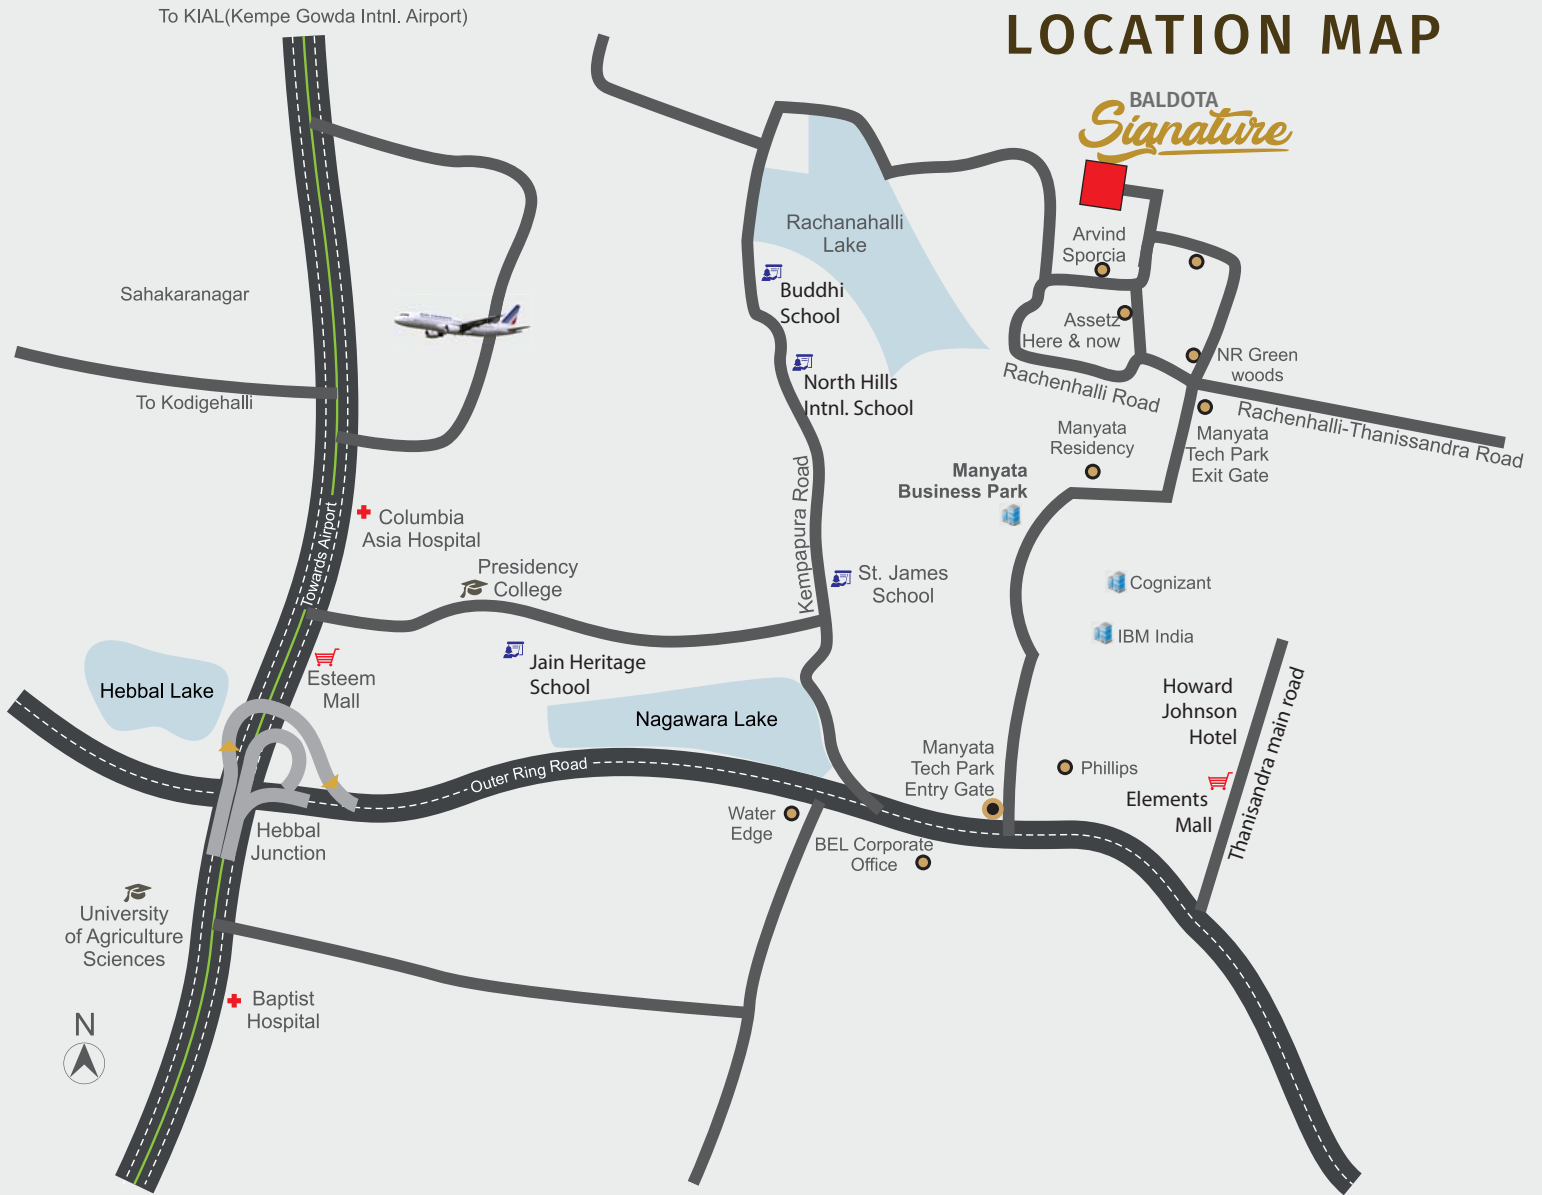 To KIAL(Kempe Gowda Intnl. Airport)
LOCATION MAP
BALDOTA
Signature
Rachanahalli
Lake
Arvind
Sporcia
Sahakaranagar
Buddhi
School
Assetz
Here & now
NR Green
woods
North Hills
Intnl. School
Rachenhalli Road
To Kodigehalli
Rachenhalli-Thanissandra Road
Manyata
Residency
Manyata
Tech Park
Exit Gate
Manyata
Business Park
Kempapura Road
Towards Airport
Columbia
Asia Hospital
Presidency
College
St. James
School
Cognizant
IBM India
Jain Heritage
School
Esteem
Mall
Hebbal Lake
Nagawara Lake
Howard
Johnson
Hotel
Thanisandra main road
Manyata
Tech Park
Entry Gate
Phillips
Outer Ring Road
Elements
Mall
Water
Edge
BEL Corporate
Office
Hebbal
Junction
University
of Agriculture
Sciences
Baptist
Hospital
N